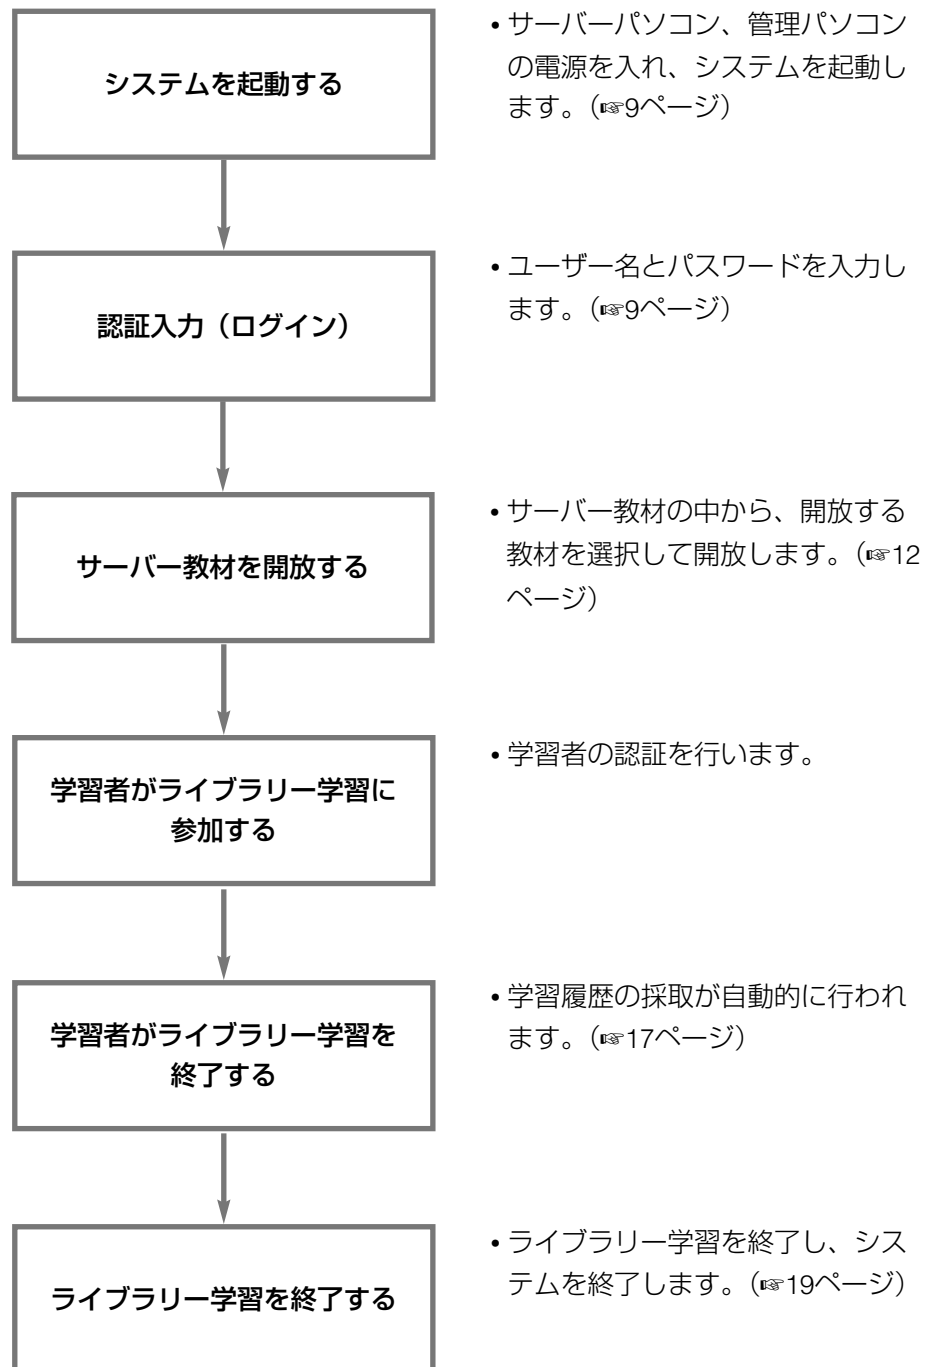 システムを起動する
・サーバーパソコン、管理パソコン
の電源を入れ、システムを起動し
ます。(☞9ページ)
認証入力（ログイン）
・ユーザー名とパスワードを入力し
ます。(☞9ページ)
サーバー教材を開放する
・サーバー教材の中から、開放する
教材を選択して開放します。(☞12
ページ)
学習者がライブラリー学習に
参加する
・学習者の認証を行います。
学習者がライブラリー学習を
終了する
・学習履歴の採取が自動的に行われ
ます。(☞17ページ)
ライブラリー学習を終了する
・ライブラリー学習を終了し、シス
テムを終了します。(☞19ページ)